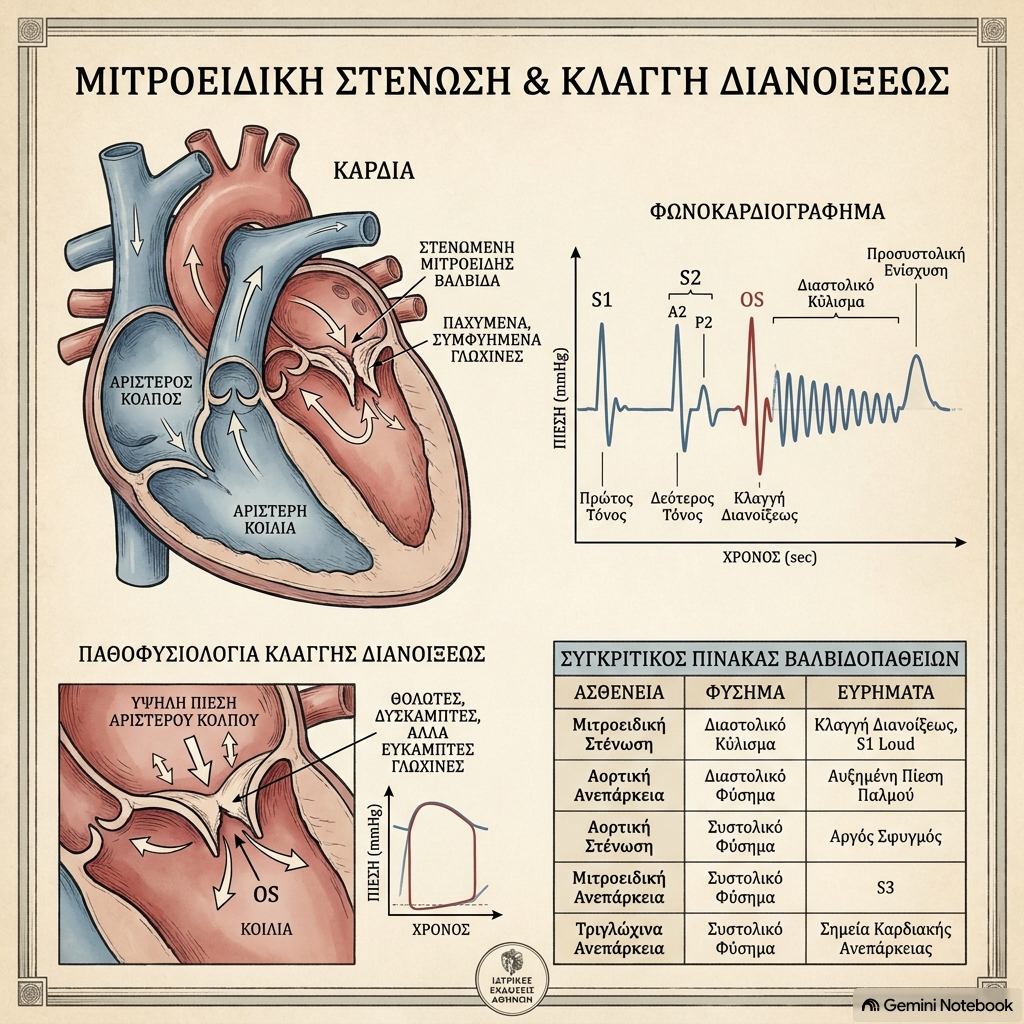 ΜΙΤΡΟΕΙΔΙΚΗ ΣΤΕΝΩΣΗ & ΚΛΑΓΓΗ ΔΙΑΝΟΙΞΕΩΣ
ΚΑΡΔΙΑ
ΣΤΕΝΩΜΕΝΗ
ΜΙΤΡΟΕΙΔΗΣ
ΒΑΛΒΙΔΑ
ΠΑΧΥΜΕΝΑ,
ΣΥΜΦΥΗΜΕΝΑ
ΓΛΩΧΙΝΕΣ
ΑΡΙΣΤΕΡΟΣ
ΚΟΛΠΟΣ
ΑΡΙΣΤΕΡΗ
ΚΟΙΛΙΑ
ΦΩΝΟΚΑΡΔΙΟΓΡΑΦΗΜΑ
Προσυστολική
Ενίσχυση
Διαστολικό
Κύλισμα
S1
S2
A2
P2
OS
ΠΙΕΣΗ (mmHg)
Πρώτος
Τόνος
Δεότερος
Τόνος
Κλαγγή
Διανοίξεως
ΧΡΟΝΟΣ (sec)
ΠΑΘΟΦΥΣΙΟΛΟΓΙΑ ΚΛΑΓΓΗΣ ΔΙΑΝΟΙΞΕΩΣ
ΥΨΗΛΗ ΠΙΕΣΗ
ΑΡΙΣΤΕΡΟΥ ΚΟΛΠΟΥ
OS
ΚΟΙΛΙΑ
ΘΟΛΩΤΕΣ,
ΔΥΣΚΑΜΠΤΕΣ,
ΑΛΛΑ
ΕΥΚΑΜΠΤΕΣ
ΓΛΩΧΙΝΕΣ
ΠΙΕΣΗ (mmHg)
ΧΡΟΝΟΣ
ΣΥΓΚΡΙΤΙΚΟΣ ΠΙΝΑΚΑΣ ΒΑΛΒΙΔΟΠΑΘΕΙΩΝ
ΑΣΘΕΝΕΙΑ ΦΥΣΗΜΑ ΕΥΡΗΜΑΤΑ
Μιτροειδική Διαστολικό Κλαγγή Διανοίξεως,
Στένωση Κύλισμα S1 Loud
Αορτική Διαστολικό Αυξημένη Πίεση
Ανεπάρκεια Φύσημα Παλμού
Αορτική Συστολικό Αργός Σφυγμός
Στένωση Φύσημα
Μιτροειδική Συστολικό S3
Ανεπάρκεια Φύσημα
Τριγλώχινα Συστολικό Σημεία Καρδιακής
Ανεπάρκεια Φύσημα Ανεπάρκειας
ΙΑΤΡΙΚΕΣ
ΑΘΗΝΩΝ
Gemini Notebook